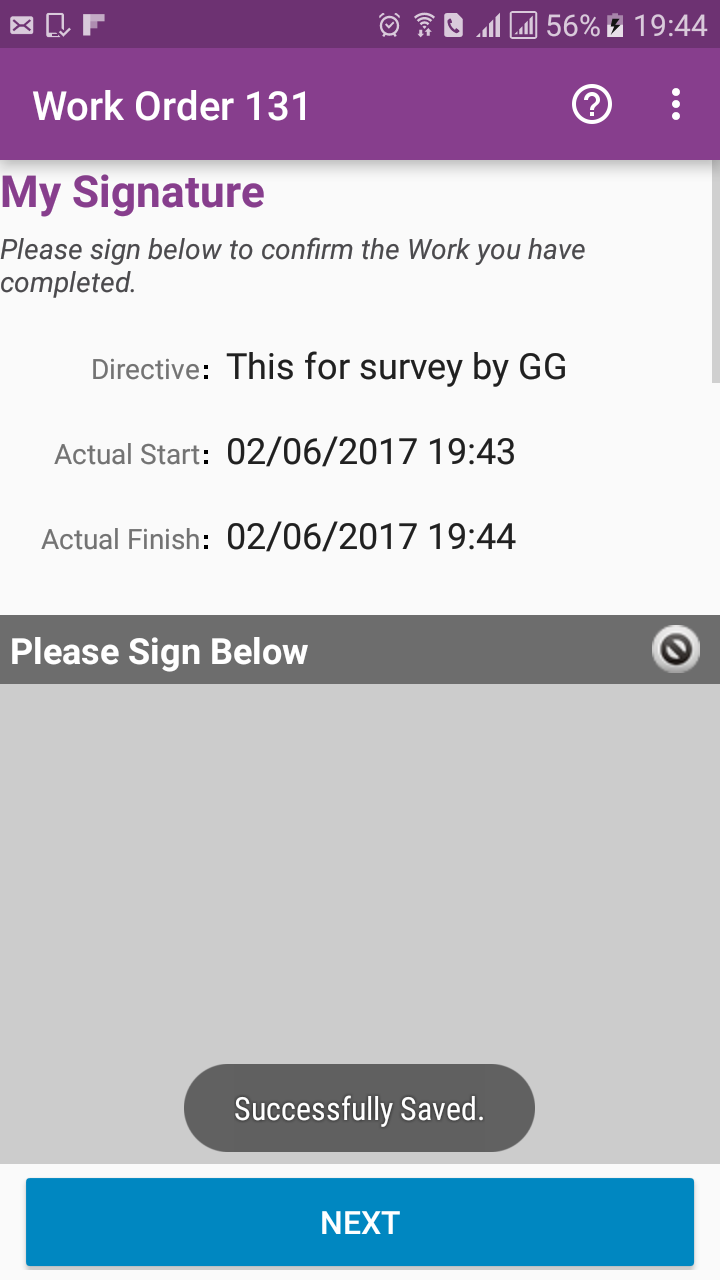 56% 19:44
Work Order 131
My Signature
Please sign below to confirm the Work you have
completed.
Directive: This for survey by GG
Actual Start: 02/06/2017 19:43
Actual Finish: 02/06/2017 19:44
Please Sign Below
Successfully Saved.
NEXT